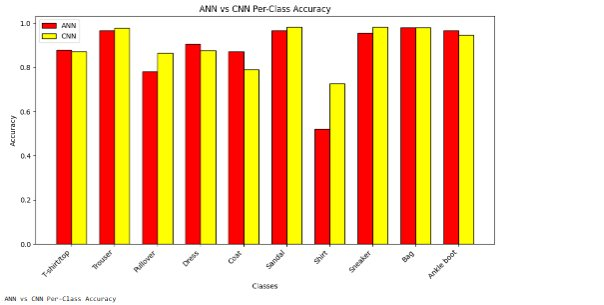 ANN vs CNN Per-Class Accuracy
ANN
CNN
1.0
0.8
0.6
0.4
0.2
0.0
Accuracy
T-shirt/top
Trouser
Pullover
Dress
Coat
Sandal
Shirt
Sneaker
Bag
Ankle boot
Classes
ANN vs CNN Per-Class Accuracy